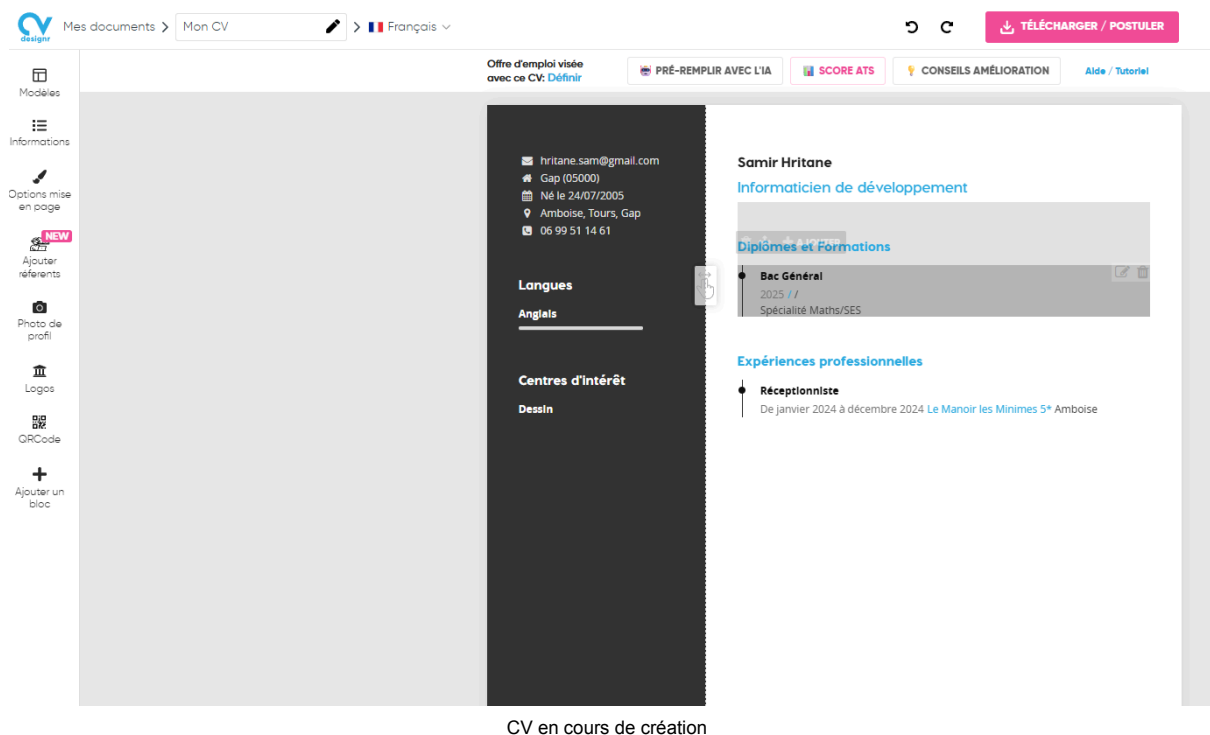 CV
designr
Mes documents > Mon CV > Français
TÉLÉCHARGER / POSTULER
Offre d'emploi visée
avec ce CV: Définir
PRÉ-REMPLIR AVEC L'IA
SCORE ATS
CONSEILS AMÉLIORATION
Aide / Tutoriel
Modèles
Informations
Options mise
en page
NEW
Ajouter
réferents
Photo de
profil
Logos
QRCode
Ajouter un
bloc
hritane.sam@gmail.com
Gap (05000)
Né le 24/07/2005
Amboise, Tours, Gap
06 99 51 14 61
Langues
Anglais
Centres d'intérêt
Dessin
Samir Hritane
Informaticien de développement
Diplômes et Formations
Bac Général
2025 / /
Spécialité Maths/SES
Expériences professionnelles
Réceptionniste
De janvier 2024 à décembre 2024 Le Manoir les Minimes 5* Amboise
CV en cours de création